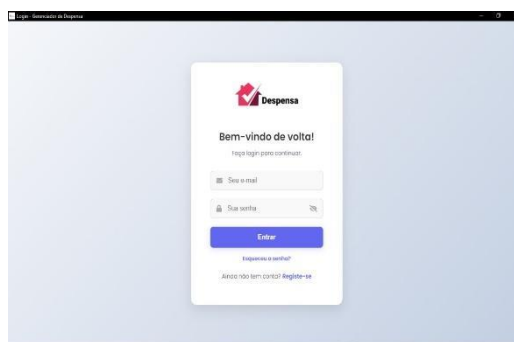 Login - Gerenciador de Despensa
Despensa
Bem-vindo de volta!
Faça login para continuar.
Seu e-mail
Sua senha
Entrar
Esqueceu a senha?
Ainda não tem conta? Registe-se